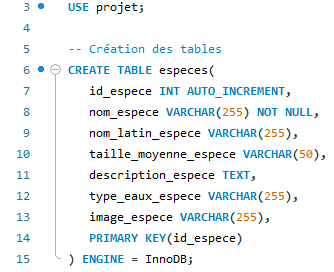 3 USE projet;
4
5 -- Création des tables
6 CREATE TABLE especes(
7 id_espece INT AUTO_INCREMENT,
8 nom_espece VARCHAR(255) NOT NULL,
9 nom_latin_espece VARCHAR(255),
10 taille_moyenne_espece VARCHAR(50),
11 description_espece TEXT,
12 type_eaux_espece VARCHAR(255),
13 image_espece VARCHAR(255),
14 PRIMARY KEY(id_espece)
15 ) ENGINE = InnoDB;